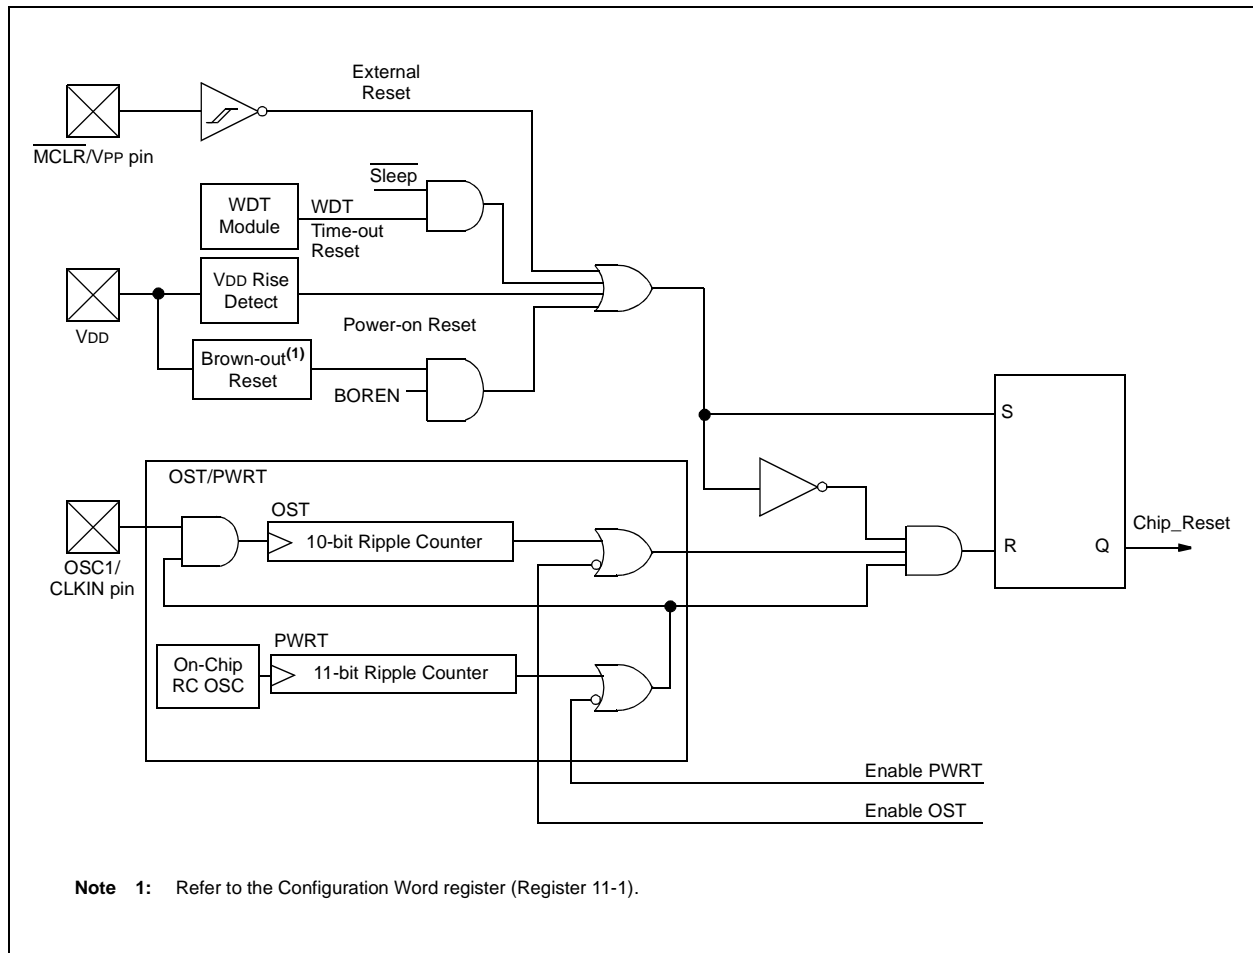 External
Reset
MCLR/VPP pin
Sleep
WDT
Module
WDT
Time-out
Reset
VDD Rise
Detect
VDD
Power-on Reset
Brown-out(1)
Reset
BOREN
S
OST/PWRT
OST
10-bit Ripple Counter
OSC1/
CLKIN pin
Chip_Reset
R
Q
PWRT
On-Chip
RC OSC
11-bit Ripple Counter
Enable PWRT
Enable OST
Note 1: Refer to the Configuration Word register (Register 11-1).